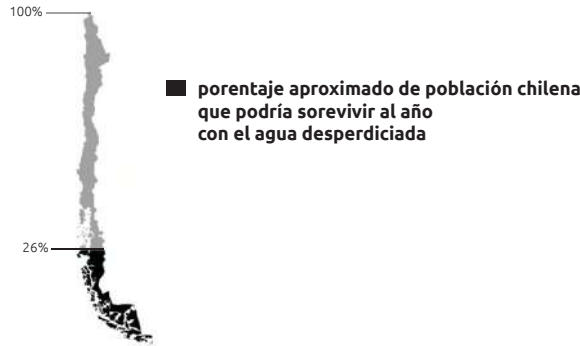 100%
porentaje aproximado de población chilena
que podría sorevivir al año
con el agua desperdiciada
26%